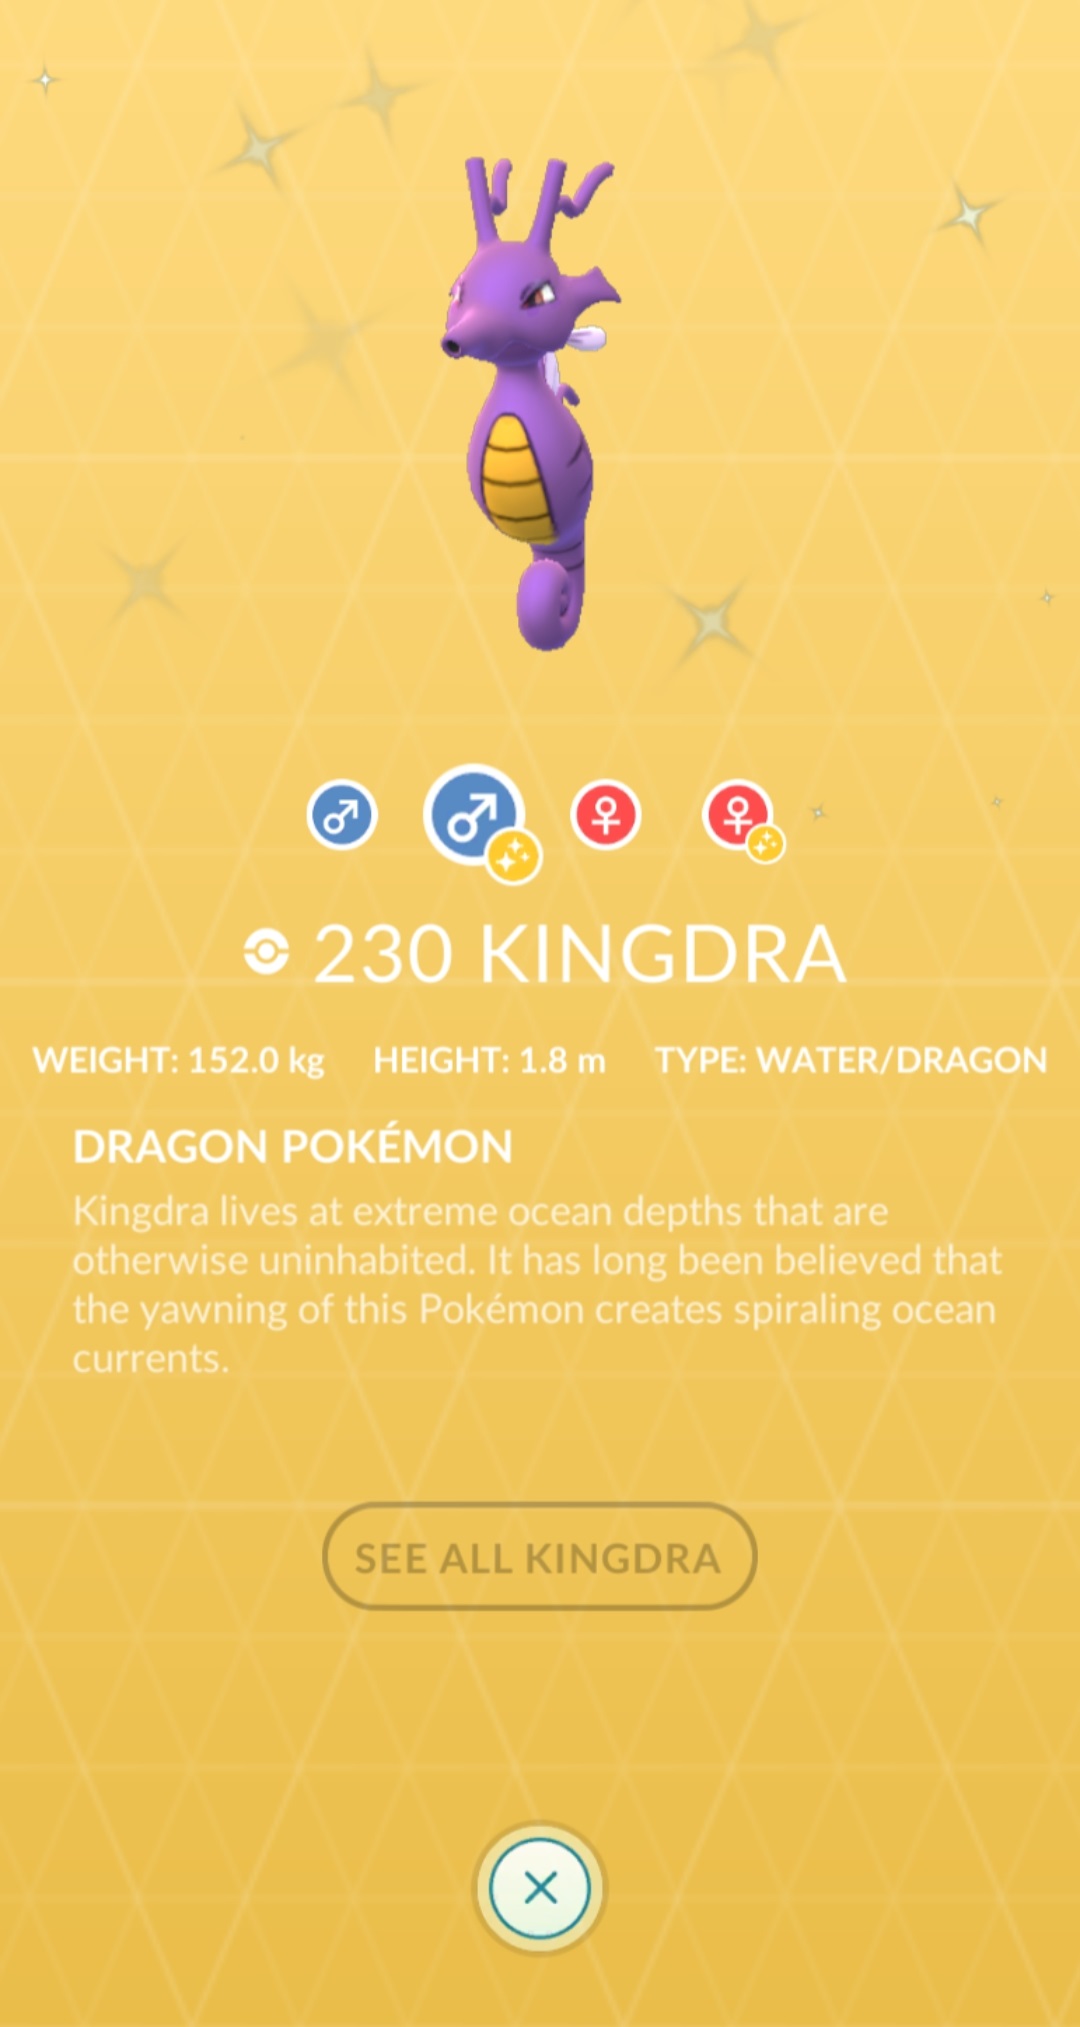 230 KINGDRA
WEIGHT: 152.0 kg HEIGHT: 1.8 m TYPE: WATER/DRAGON
DRAGON POKÉMON
Kingdra lives at extreme ocean depths that are
otherwise uninhabited. It has long been believed that
the yawning of this Pokémon creates spiraling ocean
currents.
SEE ALL KINGDRA